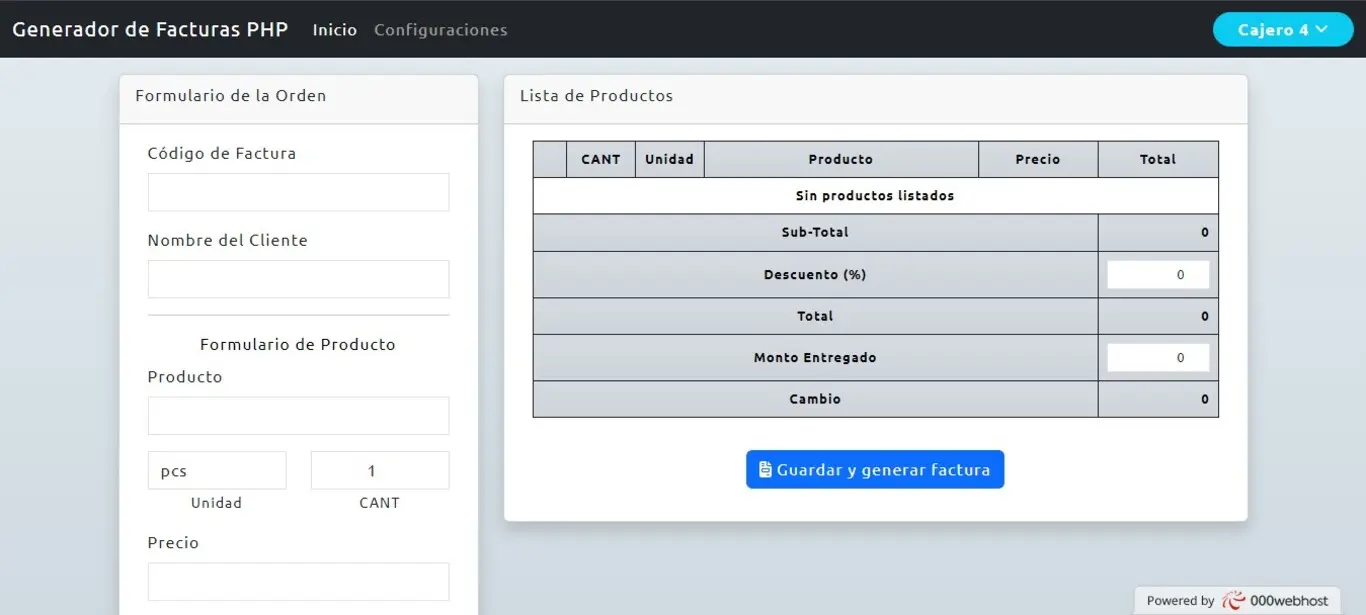 Generador de Facturas PHP Inicio Configuraciones Cajero 4
Formulario de la Orden
Código de Factura
Nombre del Cliente
Formulario de Producto
Producto
pcs 1
Unidad CANT
Precio
Lista de Productos
CANT Unidad Producto Precio Total
Sin productos listados
Sub-Total 0
Descuento (%) 0
Total 0
Monto Entregado 0
Cambio 0
Guardar y generar factura
Powered by 000webhost